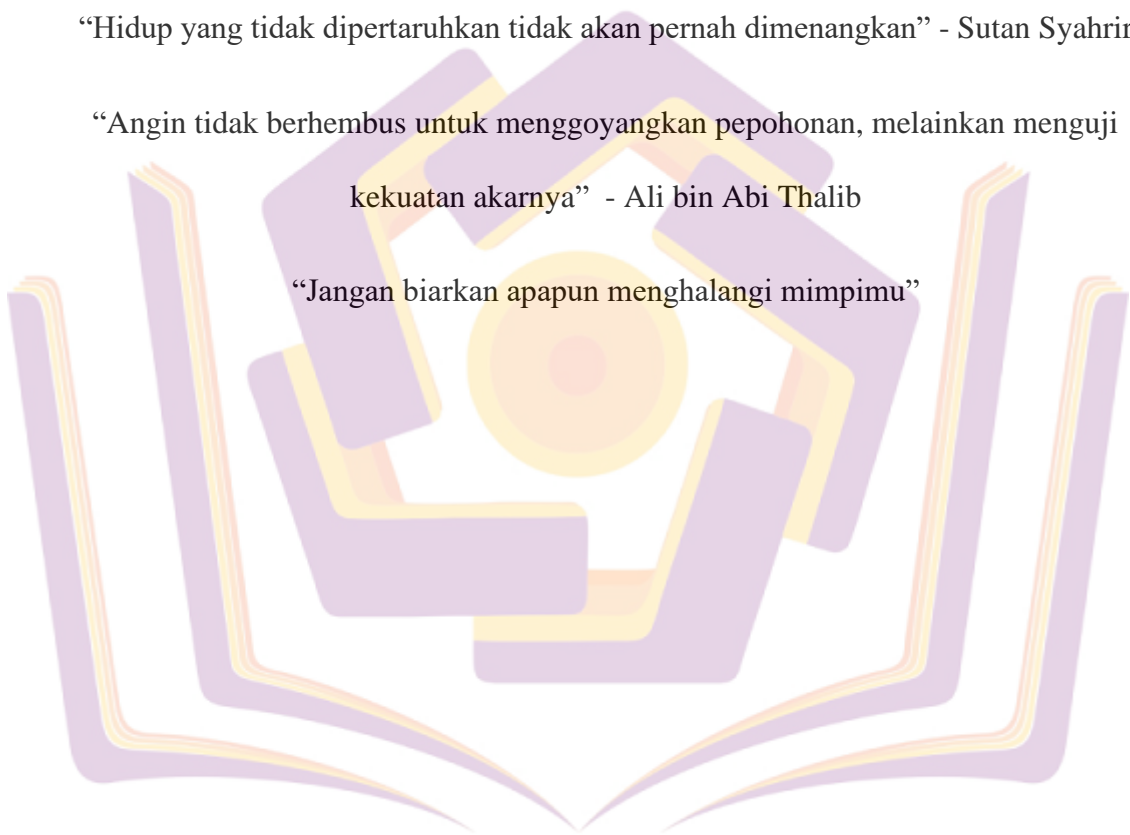 “Hidup yang tidak dipertaruhkan tidak akan pernah dimenangkan” - Sutan Syahrir
“Angin tidak berhembus untuk menggoyangkan pepohonan, melainkan menguji
kekuatan akarnya”  - Ali bin Abi Thalib
“Jangan biarkan apapun menghalangi mimpimu”